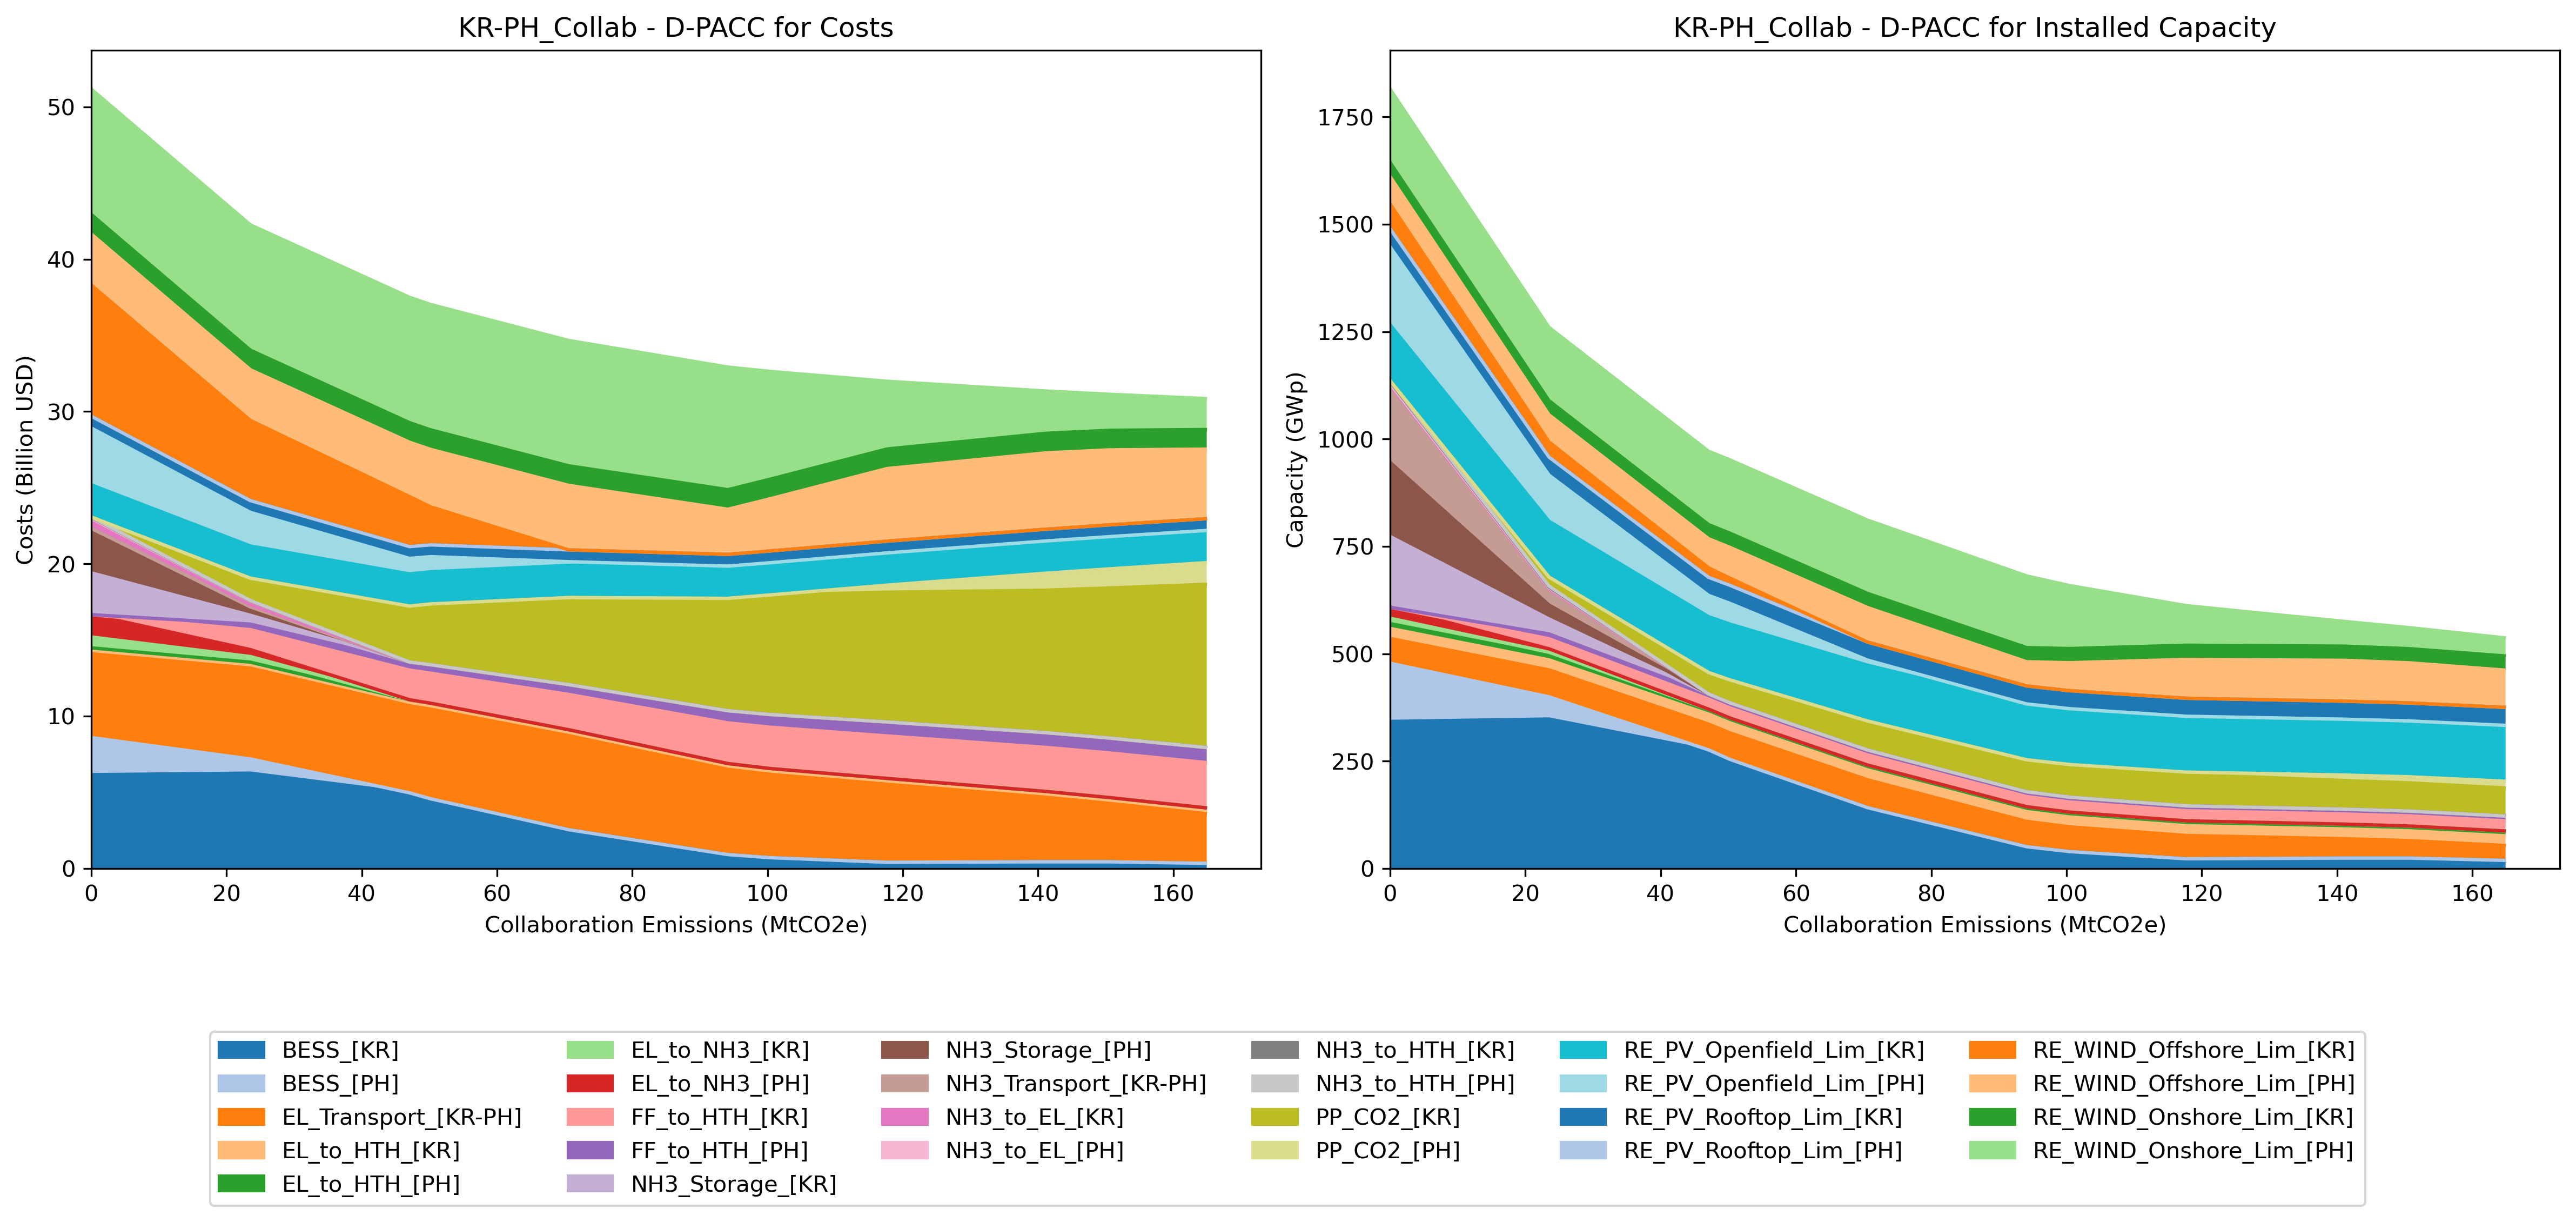 KR-PH_Collab - D-PACC for Costs
Costs (Billion USD)
50
40
30
20
10
0
0 20 40 60 80 100 120 140 160
Collaboration Emissions (MtCO2e)
KR-PH_Collab - D-PACC for Installed Capacity
Capacity (GWp)
1750
1500
1250
1000
750
500
250
0
0 20 40 60 80 100 120 140 160
Collaboration Emissions (MtCO2e)
BESS_[KR]
BESS_[PH]
EL_Transport_[KR-PH]
EL_to_HTH_[KR]
EL_to_HTH_[PH]
EL_to_NH3_[KR]
EL_to_NH3_[PH]
FF_to_HTH_[KR]
FF_to_HTH_[PH]
NH3_Storage_[KR]
NH3_Storage_[PH]
NH3_Transport_[KR-PH]
NH3_to_EL_[KR]
NH3_to_EL_[PH]
NH3_to_HTH_[KR]
NH3_to_HTH_[PH]
PP_CO2_[KR]
PP_CO2_[PH]
RE_PV_Openfield_Lim_[KR]
RE_PV_Openfield_Lim_[PH]
RE_PV_Rooftop_Lim_[KR]
RE_PV_Rooftop_Lim_[PH]
RE_WIND_Offshore_Lim_[KR]
RE_WIND_Offshore_Lim_[PH]
RE_WIND_Onshore_Lim_[KR]
RE_WIND_Onshore_Lim_[PH]